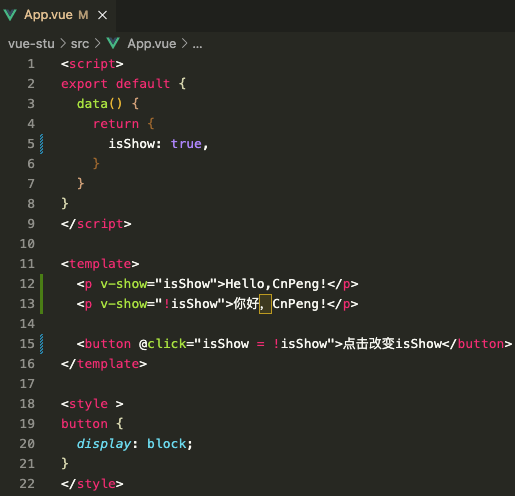 App.vue M ×
vue-stu > src > App.vue > ...
1 <script>
2 export default {
3   data() {
4     return {
5       isShow: true,
6     }
7   }
8 }
9 </script>
10
11 <template>
12   <p v-show="isShow">Hello,CnPeng!</p>
13   <p v-show="!isShow">你好，CnPeng!</p>
14
15   <button @click="isShow = !isShow">点击改变isShow</button>
16 </template>
17
18 <style >
19 button {
20   display: block;
21 }
22 </style>